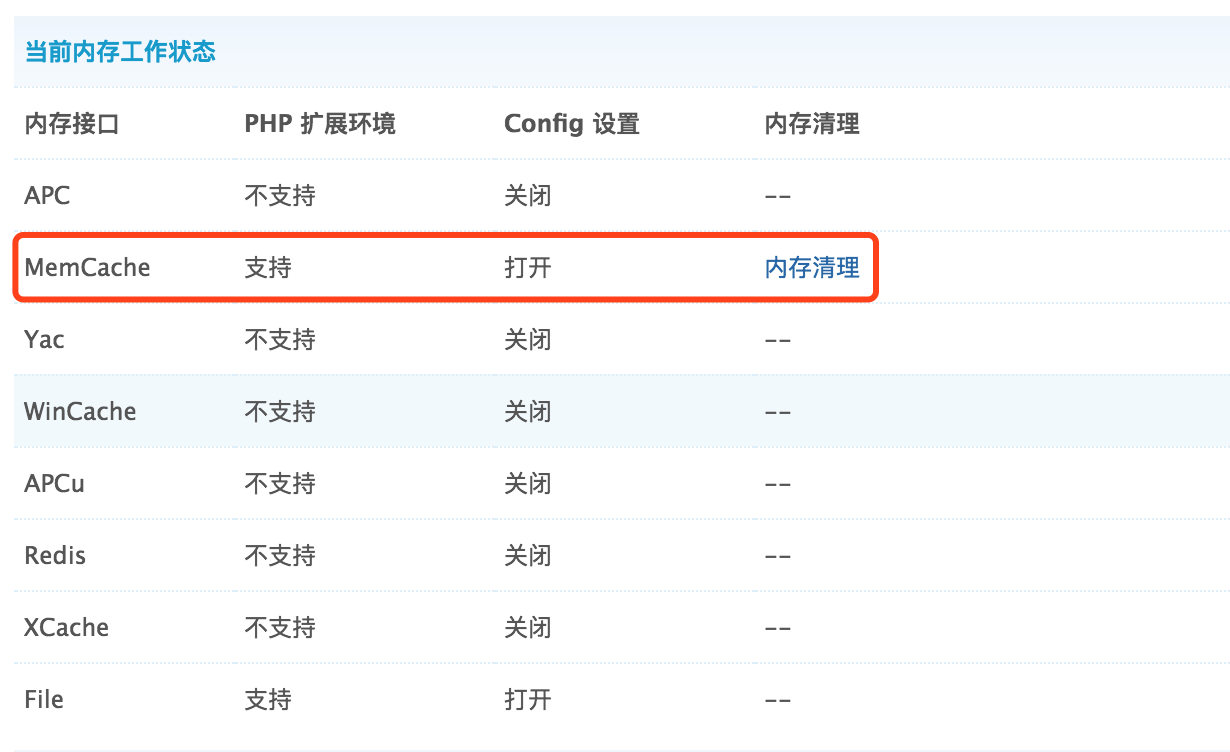 当前内存工作状态
内存接口 PHP 扩展环境 Config 设置 内存清理
APC 不支持 关闭 --
MemCache 支持 打开 内存清理
Yac 不支持 关闭 --
WinCache 不支持 关闭 --
APCu 不支持 关闭 --
Redis 不支持 关闭 --
XCache 不支持 关闭 --
File 支持 打开 --